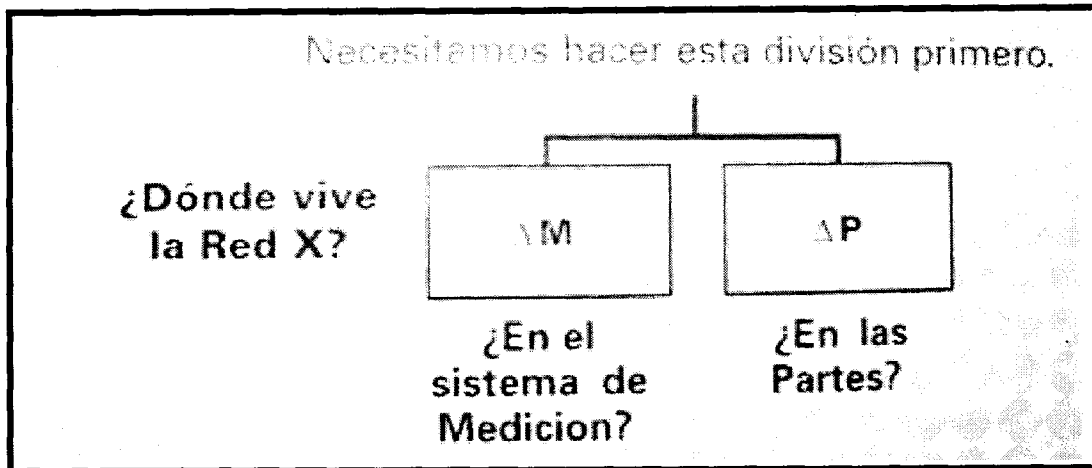 Necesitamos hacer esta división primero.
¿Dónde vive
la Red X?
ΔM
ΔP
¿En el
sistema de
Medicion?
¿En las
Partes?